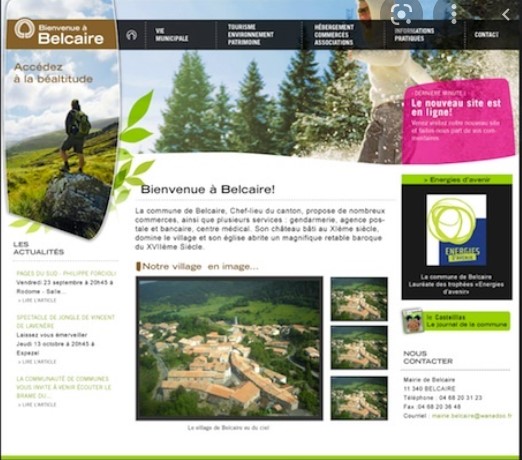 Bienvenue à
Belcaire
VIE
MUNICIPALE
TOURISME
ENVIRONNEMENT
PATRIMOINE
HÉBERGEMENT
COMMERCES
ASSOCIATIONS
INFORMATIONS
PRATIQUES
CONTACT
Accédez
à la béaltitude
DERNIÈRE MINUTE !
Le nouveau site est
en ligne!
Bienvenue à Belcaire!
La commune de Belcaire, Chef-lieu du canton, propose de nombreux
commerces, ainsi que plusieurs services : gendarmerie, agence pos-
tale et bancaire, centre médical. Son château bâti au XIème siècle,
domine le village et son église abrite un magnifique retable baroque
du XVIIème Siècle.
Notre village en image...
Le village de Belcaire vu du ciel
LES
ACTUALITÉS
PAGES DU SUD - PHILIPPE FORCIOLI
Vendredi 23 septembre à 20h45 à
Rodome - Salle...
> LIRE L'ARTICLE
SPECTACLE DE JONGLE DE VINCENT
DE LAVENÈRE
Laissez vous émerveiller
Jeudi 13 octobre à 20h45 à
Espezel
> LIRE L'ARTICLE
LA COMMUNAUTÉ DE COMMUNES
VOUS INVITE À VENIR ÉCOUTER LE
BRAME DU...
> LIRE L'ARTICLE
» Energies d'avenir
ENERGIES
D'AVENIR
La commune de Belcaire
Lauréate des trophées «Energies
d'avenir»
le Canteilles
Le journal de la commune
NOUS
CONTACTER
Mairie de Belcaire
11 340 BELCAIRE
Téléphone : 04 68 20 31 23
Fax :04 68 20 36 48
Courriel : mairie.belcaire@wanadoo.fr